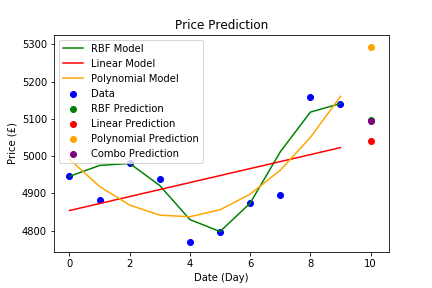 Price Prediction
5300
5200
5100
5000
4900
4800
Price (£)
RBF Model
Linear Model
Polynomial Model
Data
RBF Prediction
Linear Prediction
Polynomial Prediction
Combo Prediction
0 2 4 6 8 10
Date (Day)